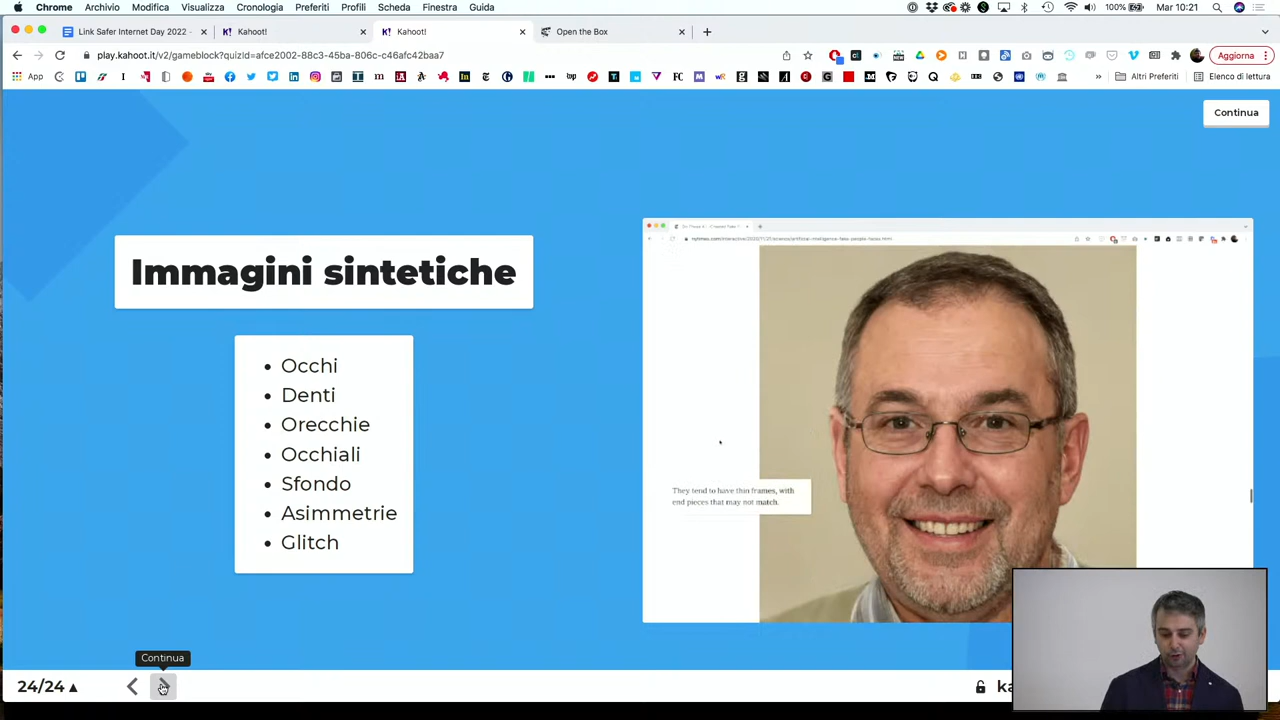 Chrome Archivio Modifica Visualizza Cronologia Preferiti Profili Scheda Finestra Guida 100% Mar 10:21
Link Safer Internet Day 2022 - Kahoot! Kahoot! Open the Box
play.kahoot.it/v2/gameblock?quizId=afce2002-88c3-45ba-806c-c46afc42baa7 Aggiorna
App Altri Preferiti Elenco di lettura
Continua
Immagini sintetiche
Occhi
Denti
Orecchie
Occhiali
Sfondo
Asimmetrie
Glitch
They tend to have thin frames, with
end pieces that may not match.
Continua
24/24